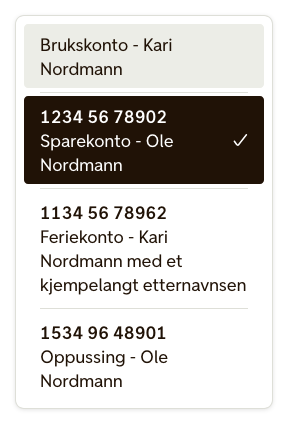 Brukskonto - Kari
Nordmann
1234 56 78902
Sparekonto - Ole
Nordmann
1134 56 78962
Feriekonto - Kari
Nordmann med et
kjempelangt etternavnsen
1534 96 48901
Oppussing - Ole
Nordmann